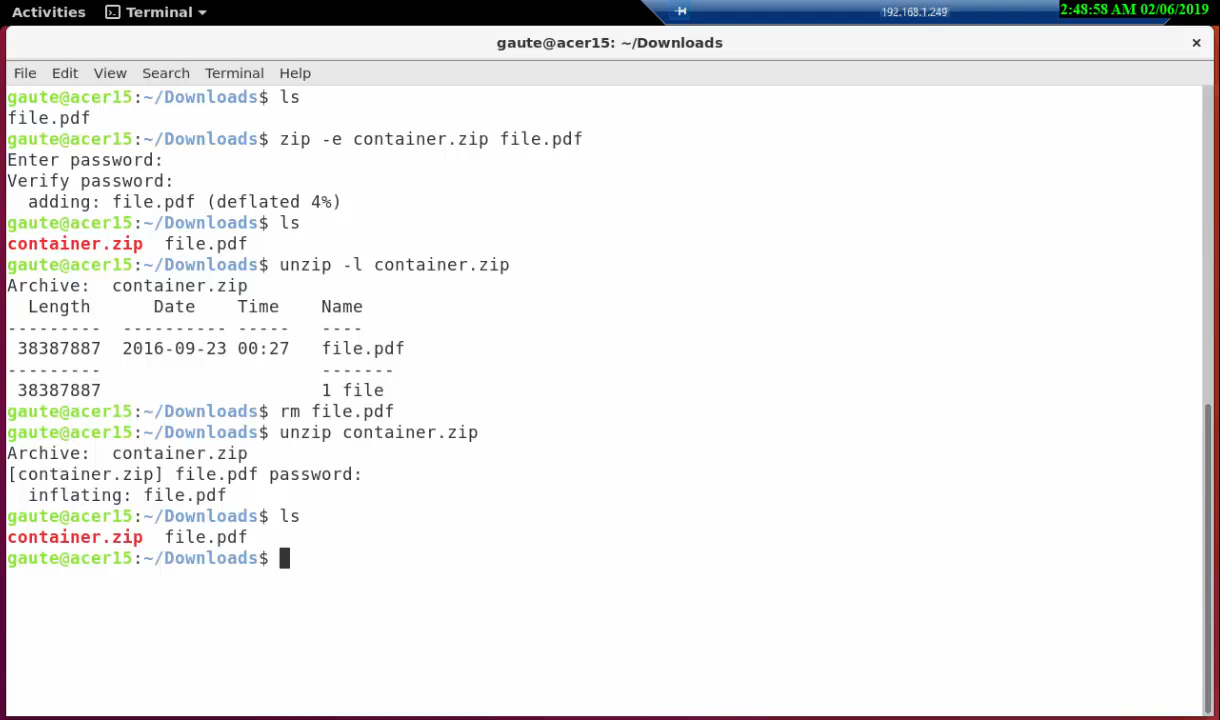 Activities Terminal 192.168.1.249 2:48:58 AM 02/06/2019
gaute@acer15: ~/Downloads ×
File Edit View Search Terminal Help
gaute@acer15:~/Downloads$ ls
file.pdf
gaute@acer15:~/Downloads$ zip -e container.zip file.pdf
Enter password:
Verify password:
  adding: file.pdf (deflated 4%)
gaute@acer15:~/Downloads$ ls
container.zip  file.pdf
gaute@acer15:~/Downloads$ unzip -l container.zip
Archive:  container.zip
  Length      Date    Time    Name
---------  ---------- -----   ----
 38387887  2016-09-23 00:27   file.pdf
---------                     -------
 38387887                     1 file
gaute@acer15:~/Downloads$ rm file.pdf
gaute@acer15:~/Downloads$ unzip container.zip
Archive:  container.zip
[container.zip] file.pdf password:
  inflating: file.pdf
gaute@acer15:~/Downloads$ ls
container.zip  file.pdf
gaute@acer15:~/Downloads$